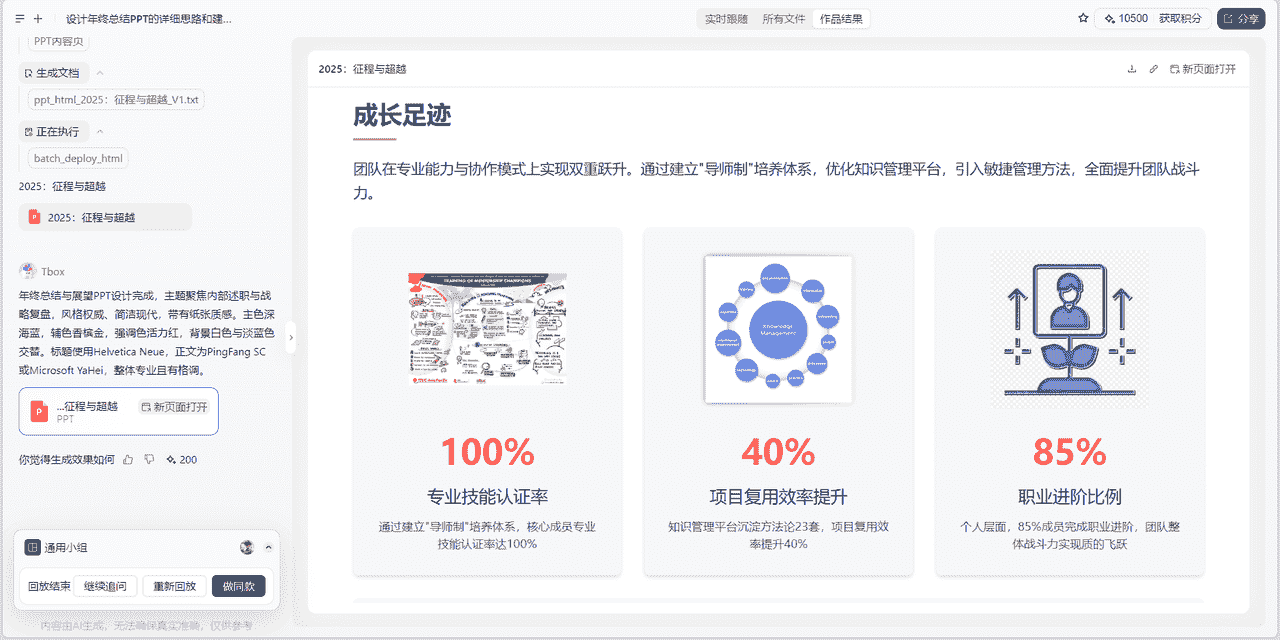 设计年终总结PPT的详细思路和建...
实时跟随
所有文件
作品结果
10500
获取积分
分享
PPT内容页
生成文档
ppt_html_2025：征程与超越_V1.txt
正在执行
batch_deploy_html
2025：征程与超越
2025：征程与超越
Tbox
年终总结与展望PPT设计完成，主题聚焦内部述职与战
略复盘，风格权威、简洁现代，带有纸张质感。主色深
海蓝，辅色香槟金，强调色活力红，背景白色与淡蓝色
交替。标题使用Helvetica Neue，正文为PingFang SC
或Microsoft YaHei，整体专业且有格调。
...征程与超越
PPT
新页面打开
你觉得生成效果如何
200
通用小组
回放结束
继续追问
重新回放
做同款
内容由AI生成，无法确保真实准确，仅供参考
2025：征程与超越
新页面打开
成长足迹
团队在专业能力与协作模式上实现双重跃升。通过建立"导师制"培养体系，优化知识管理平台，引入敏捷管理方法，全面提升团队战斗
力。
Knowledge
Management
100%
专业技能认证率
通过建立"导师制"培养体系，核心成员专业
技能认证率达100%
40%
项目复用效率提升
知识管理平台沉淀方法论23套，项目复用效
率提升40%
85%
职业进阶比例
个人层面，85%成员完成职业进阶，团队整
体战斗力实现质的飞跃